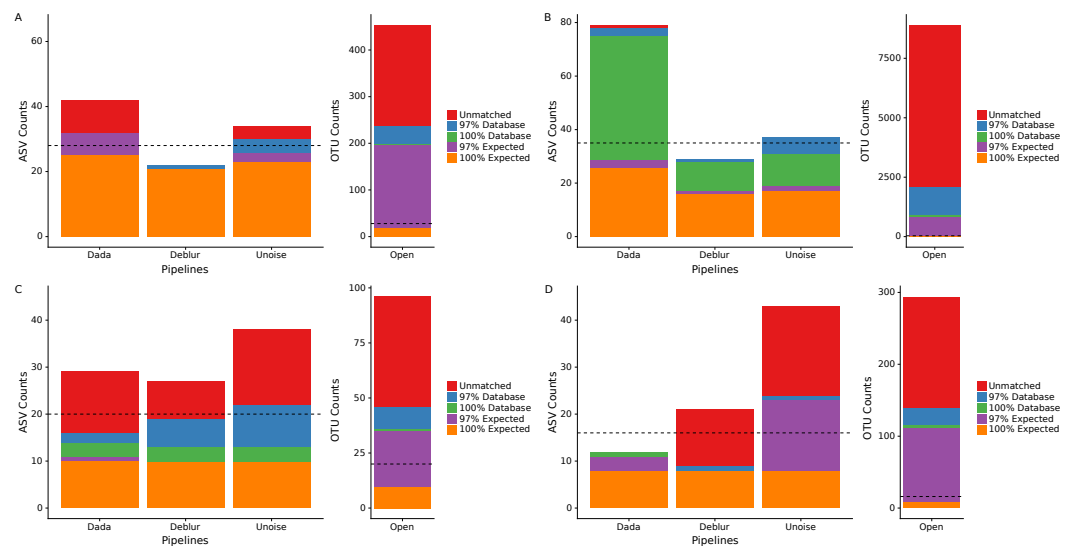 A
ASV Counts
60
40
20
0
Dada
Deblur
Unoise
Pipelines
OTU Counts
400
300
200
100
0
Open
Unmatched
97% Database
100% Database
97% Expected
100% Expected
B
ASV Counts
80
60
40
20
0
Dada
Deblur
Unoise
Pipelines
OTU Counts
7500
5000
2500
0
Open
Unmatched
97% Database
100% Database
97% Expected
100% Expected
C
ASV Counts
40
30
20
10
0
Dada
Deblur
Unoise
Pipelines
OTU Counts
100
75
50
25
0
Open
Unmatched
97% Database
100% Database
97% Expected
100% Expected
D
ASV Counts
40
30
20
10
0
Dada
Deblur
Unoise
Pipelines
OTU Counts
300
200
100
0
Open
Unmatched
97% Database
100% Database
97% Expected
100% Expected